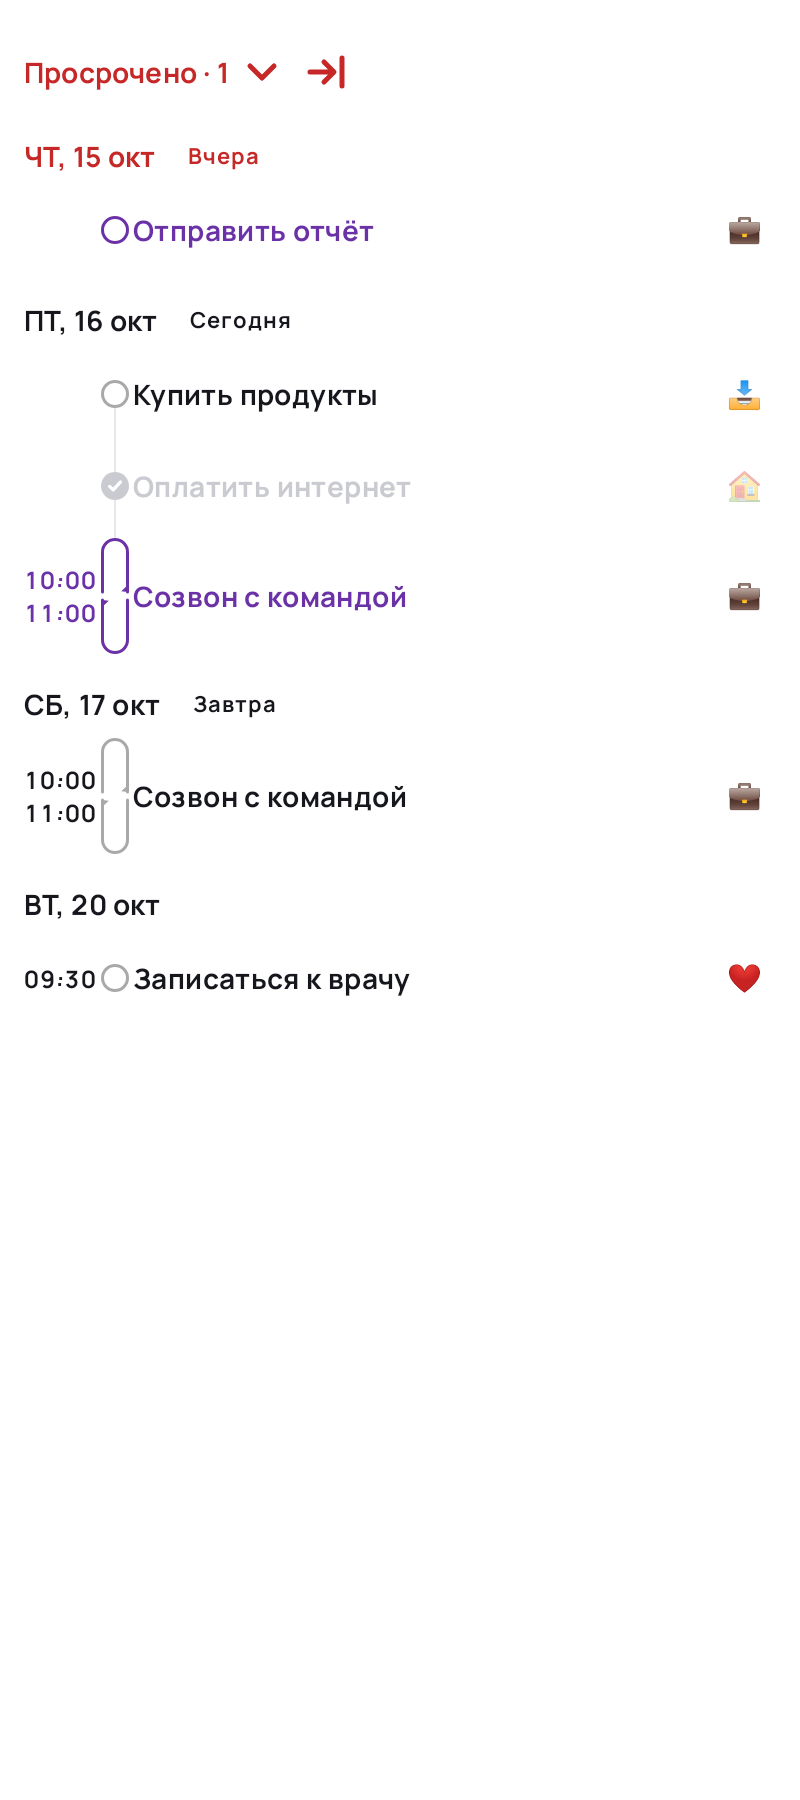 Просрочено · 1
ЧТ, 15 окт Вчера
Отправить отчёт
ПТ, 16 окт Сегодня
Купить продукты
Оплатить интернет
10:00
11:00
Созвон с командой
СБ, 17 окт Завтра
10:00
11:00
Созвон с командой
ВТ, 20 окт
09:30 Записаться к врачу